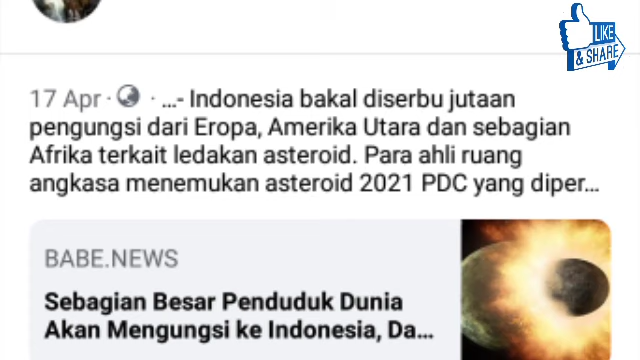 LIKE
& SHARE
17 Apr · · ...- Indonesia bakal diserbu jutaan
pengungsi dari Eropa, Amerika Utara dan sebagian
Afrika terkait ledakan asteroid. Para ahli ruang
angkasa menemukan asteroid 2021 PDC yang diper...
BABE.NEWS
Sebagian Besar Penduduk Dunia
Akan Mengungsi ke Indonesia, Da...